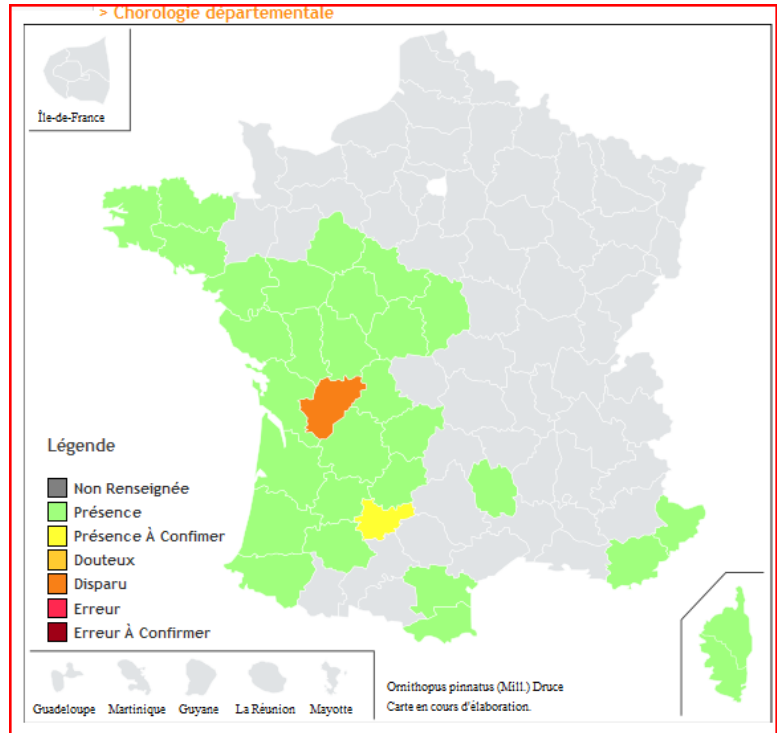 > Chorologie départementale
Île-de-France
Légende
Non Renseignée
Présence
Présence À Confimer
Douteux
Disparu
Erreur
Erreur À Confirmer
Guadeloupe
Martinique
Guyane
La Réunion
Mayotte
Ornithopus pinnatus (Mill.) Druce
Carte en cours d'élaboration.